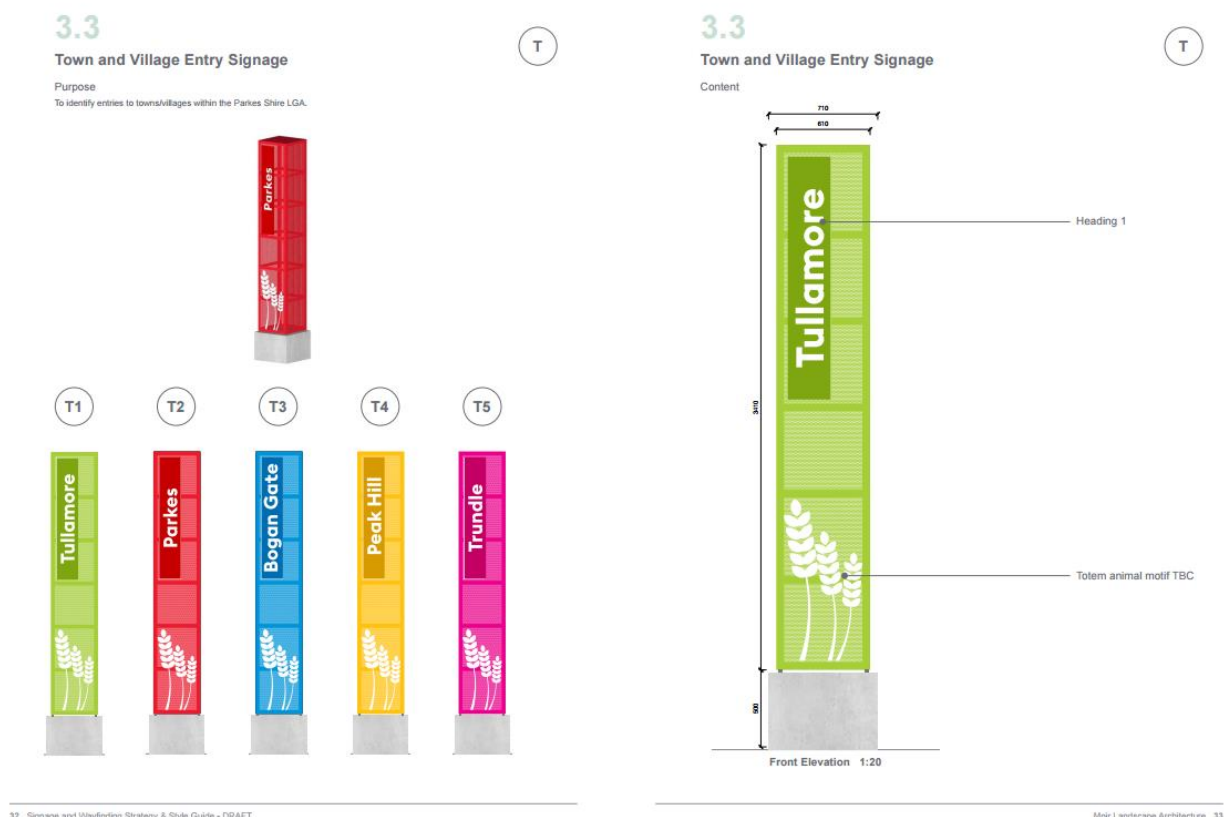 3.3
Town and Village Entry Signage
T
Purpose
To identify entries to towns/villages within the Parkes Shire LGA.
Parkes
T1
T2
T3
T4
T5
Tullamore
Parkes
Bogan Gate
Peak Hill
Trundle
32 Signage and Wayfinding Strategy & Style Guide - DRAFT
3.3
Town and Village Entry Signage
T
Content
710
610
Tullamore
Heading 1
3410
Totem animal motif TBC
500
Front Elevation 1:20
Moir Landscape Architecture 33